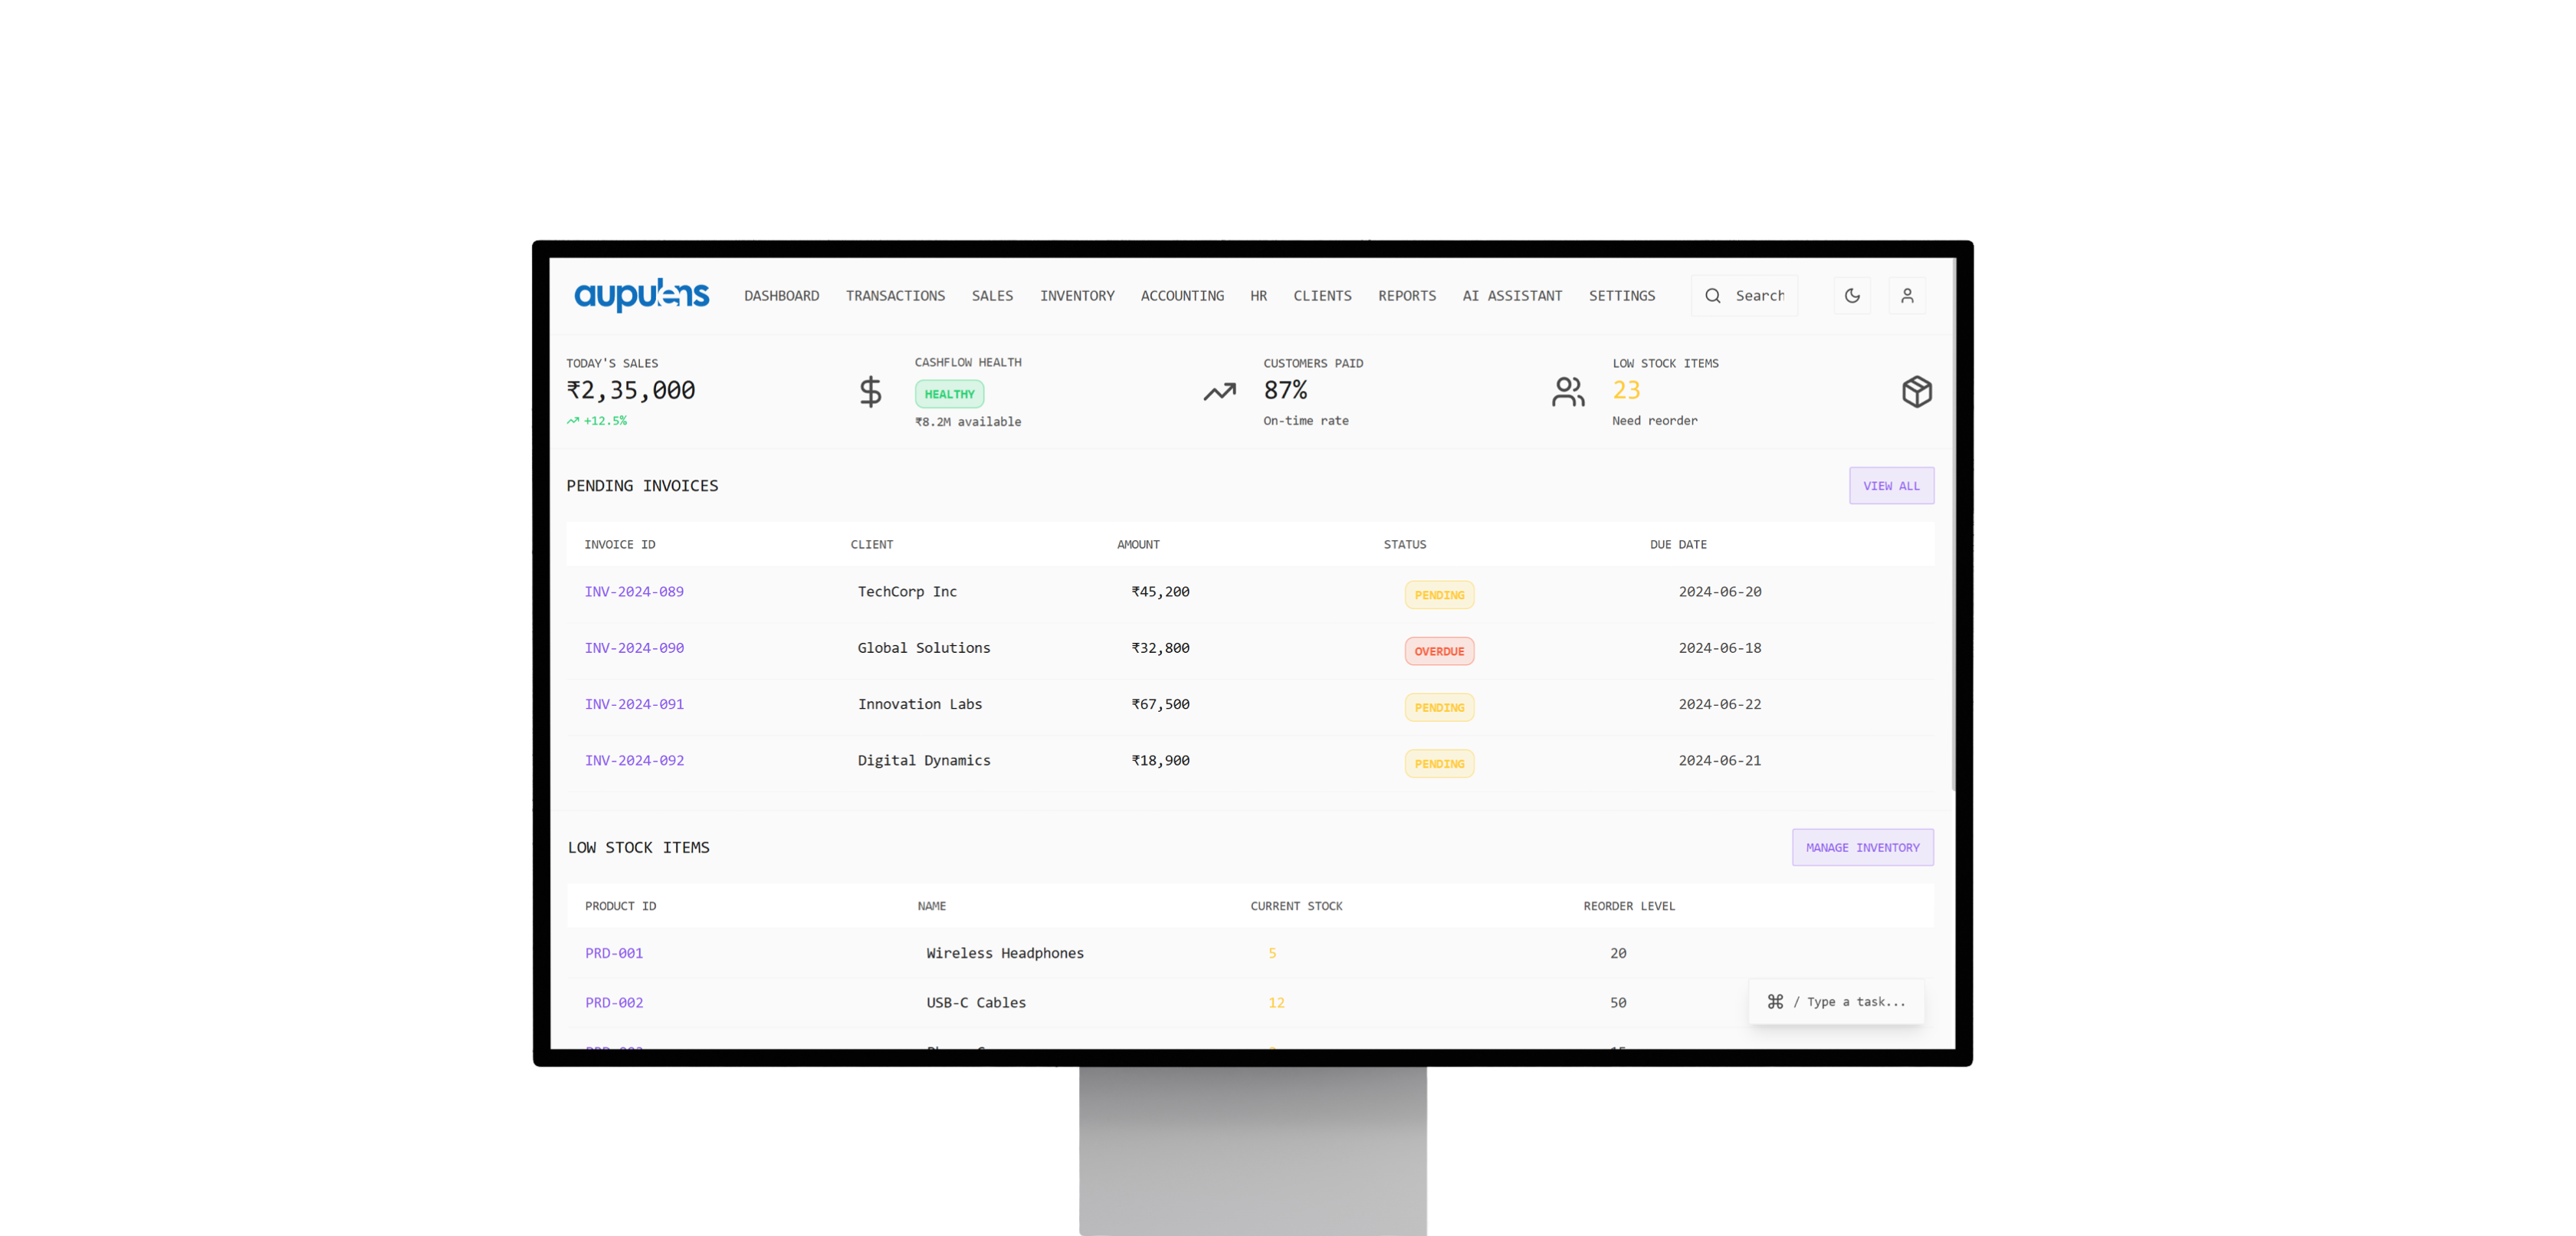 aupulens DASHBOARD TRANSACTIONS SALES INVENTORY ACCOUNTING HR CLIENTS REPORTS AI ASSISTANT SETTINGS Search
TODAY'S SALES
₹2,35,000
+12.5%
CASHFLOW HEALTH
HEALTHY
₹8.2M available
CUSTOMERS PAID
87%
On-time rate
LOW STOCK ITEMS
23
Need reorder
PENDING INVOICES VIEW ALL
INVOICE ID CLIENT AMOUNT STATUS DUE DATE
INV-2024-089 TechCorp Inc ₹45,200 PENDING 2024-06-20
INV-2024-090 Global Solutions ₹32,800 OVERDUE 2024-06-18
INV-2024-091 Innovation Labs ₹67,500 PENDING 2024-06-22
INV-2024-092 Digital Dynamics ₹18,900 PENDING 2024-06-21
LOW STOCK ITEMS MANAGE INVENTORY
PRODUCT ID NAME CURRENT STOCK REORDER LEVEL
PRD-001 Wireless Headphones 5 20
PRD-002 USB-C Cables 12 50
⌘ / Type a task...